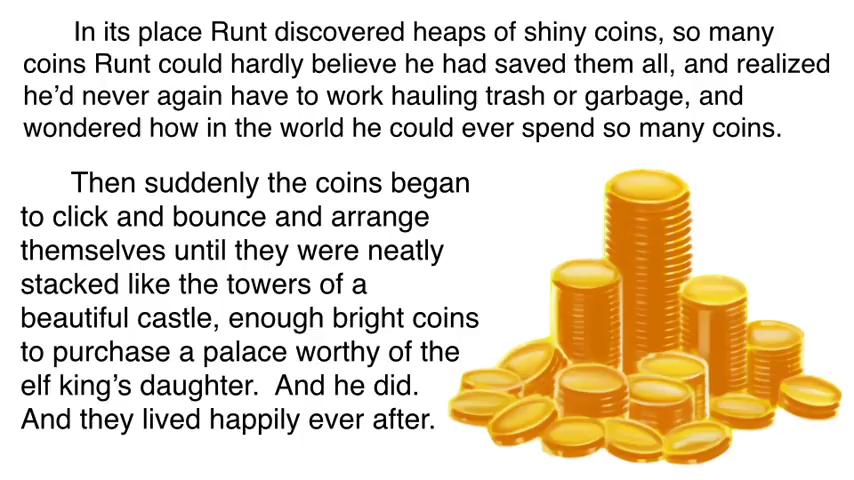 In its place Runt discovered heaps of shiny coins, so many
coins Runt could hardly believe he had saved them all, and realized
he’d never again have to work hauling trash or garbage, and
wondered how in the world he could ever spend so many coins.
Then suddenly the coins began
to click and bounce and arrange
themselves until they were neatly
stacked like the towers of a
beautiful castle, enough bright coins
to purchase a palace worthy of the
elf king’s daughter.  And he did.
And they lived happily ever after.